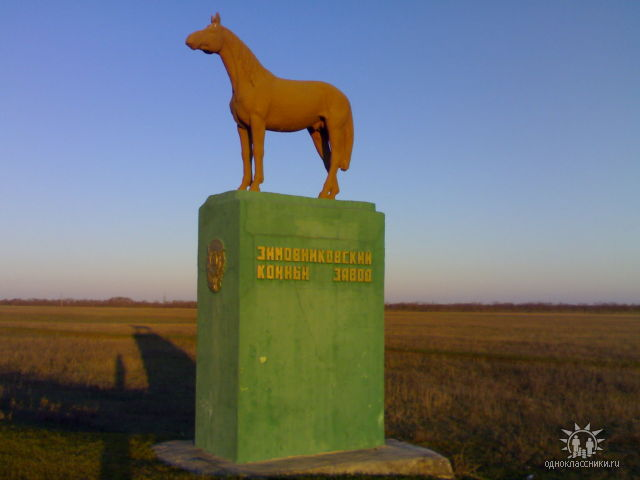 ЗИМОВНИКОВСКИЙ
КОННЫЙ ЗАВОД
одноклассники.ru